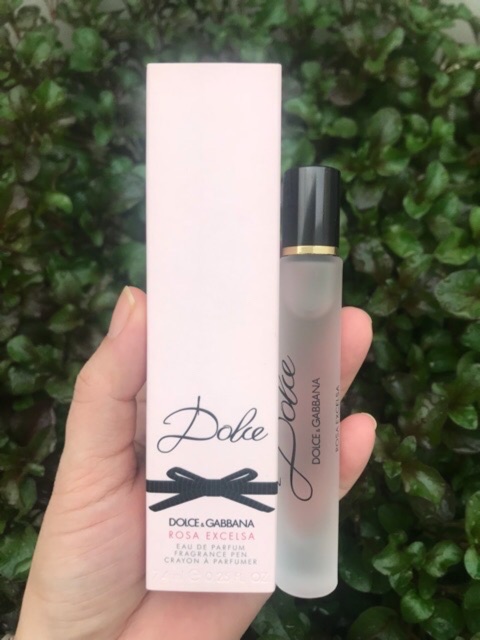 Dolce
DOLCE & GABBANA
ROSA EXCELSA
EAU DE PARFUM
FRAGRANCE PEN
CRAYON À PARFUMER
Dolce
DOLCE & GABBANA
ROSA EXCELSA